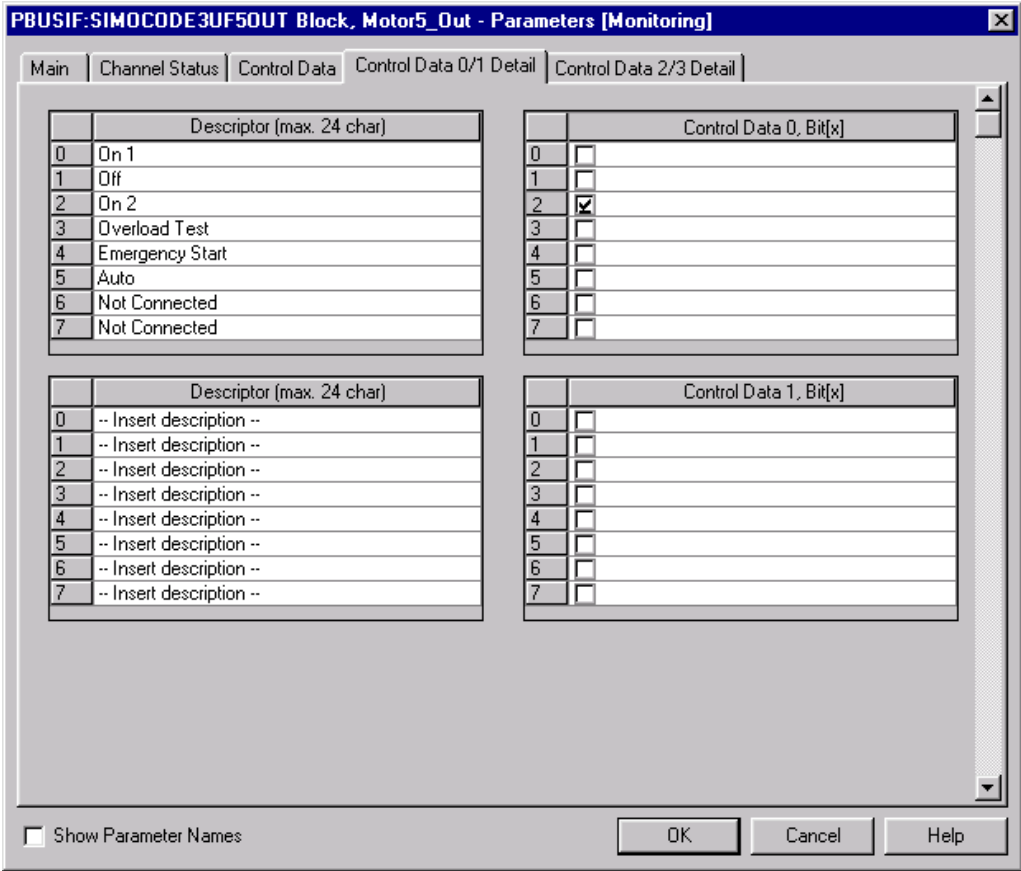 PBUSIF:SIMOCODE3UF5OUT Block, Motor5_Out - Parameters [Monitoring]
Main Channel Status Control Data Control Data 0/1 Detail Control Data 2/3 Detail
Descriptor (max. 24 char) Control Data 0, Bit[x]
0 On 1 0
1 Off 1
2 On 2 2
3 Overload Test 3
4 Emergency Start 4
5 Auto 5
6 Not Connected 6
7 Not Connected 7
Descriptor (max. 24 char) Control Data 1, Bit[x]
0 -- Insert description -- 0
1 -- Insert description -- 1
2 -- Insert description -- 2
3 -- Insert description -- 3
4 -- Insert description -- 4
5 -- Insert description -- 5
6 -- Insert description -- 6
7 -- Insert description -- 7
Show Parameter Names OK Cancel Help